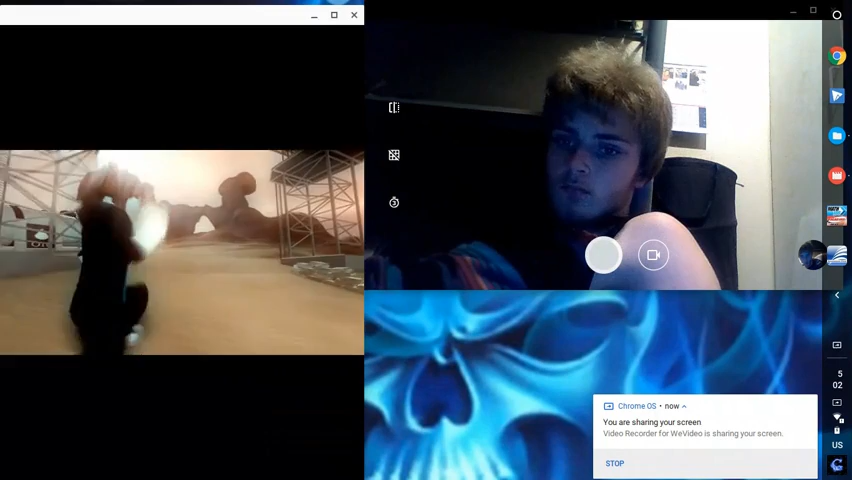 3
Chrome OS • now
You are sharing your screen
Video Recorder for WeVideo is sharing your screen.
STOP
5
02
US